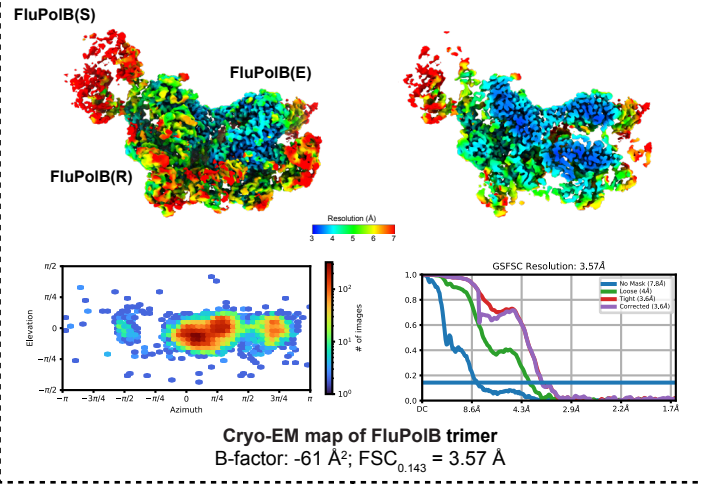 FluPolB(S)
FluPolB(E)
FluPolB(R)
Resolution (Å)
3 4 5 6 7
π/2
π/4
0
−π/4
−π/2
Elevation
−π −3π/4 −π/2 −π/4 0 π/4 π/2 3π/4 π
Azimuth
10²
10¹
10⁰
# of images
GSFSC Resolution: 3,57Å
1.0
0.8
0.6
0.4
0.2
0.0
No Mask (7,8Å)
Loose (4Å)
Tight (3,6Å)
Corrected (3,6Å)
DC 8.6Å 4.3Å 2.9Å 2.2Å 1.7Å
Cryo-EM map of FluPolB trimer
B-factor: -61 Å²; FSC₀.₁₄₃ = 3.57 Å